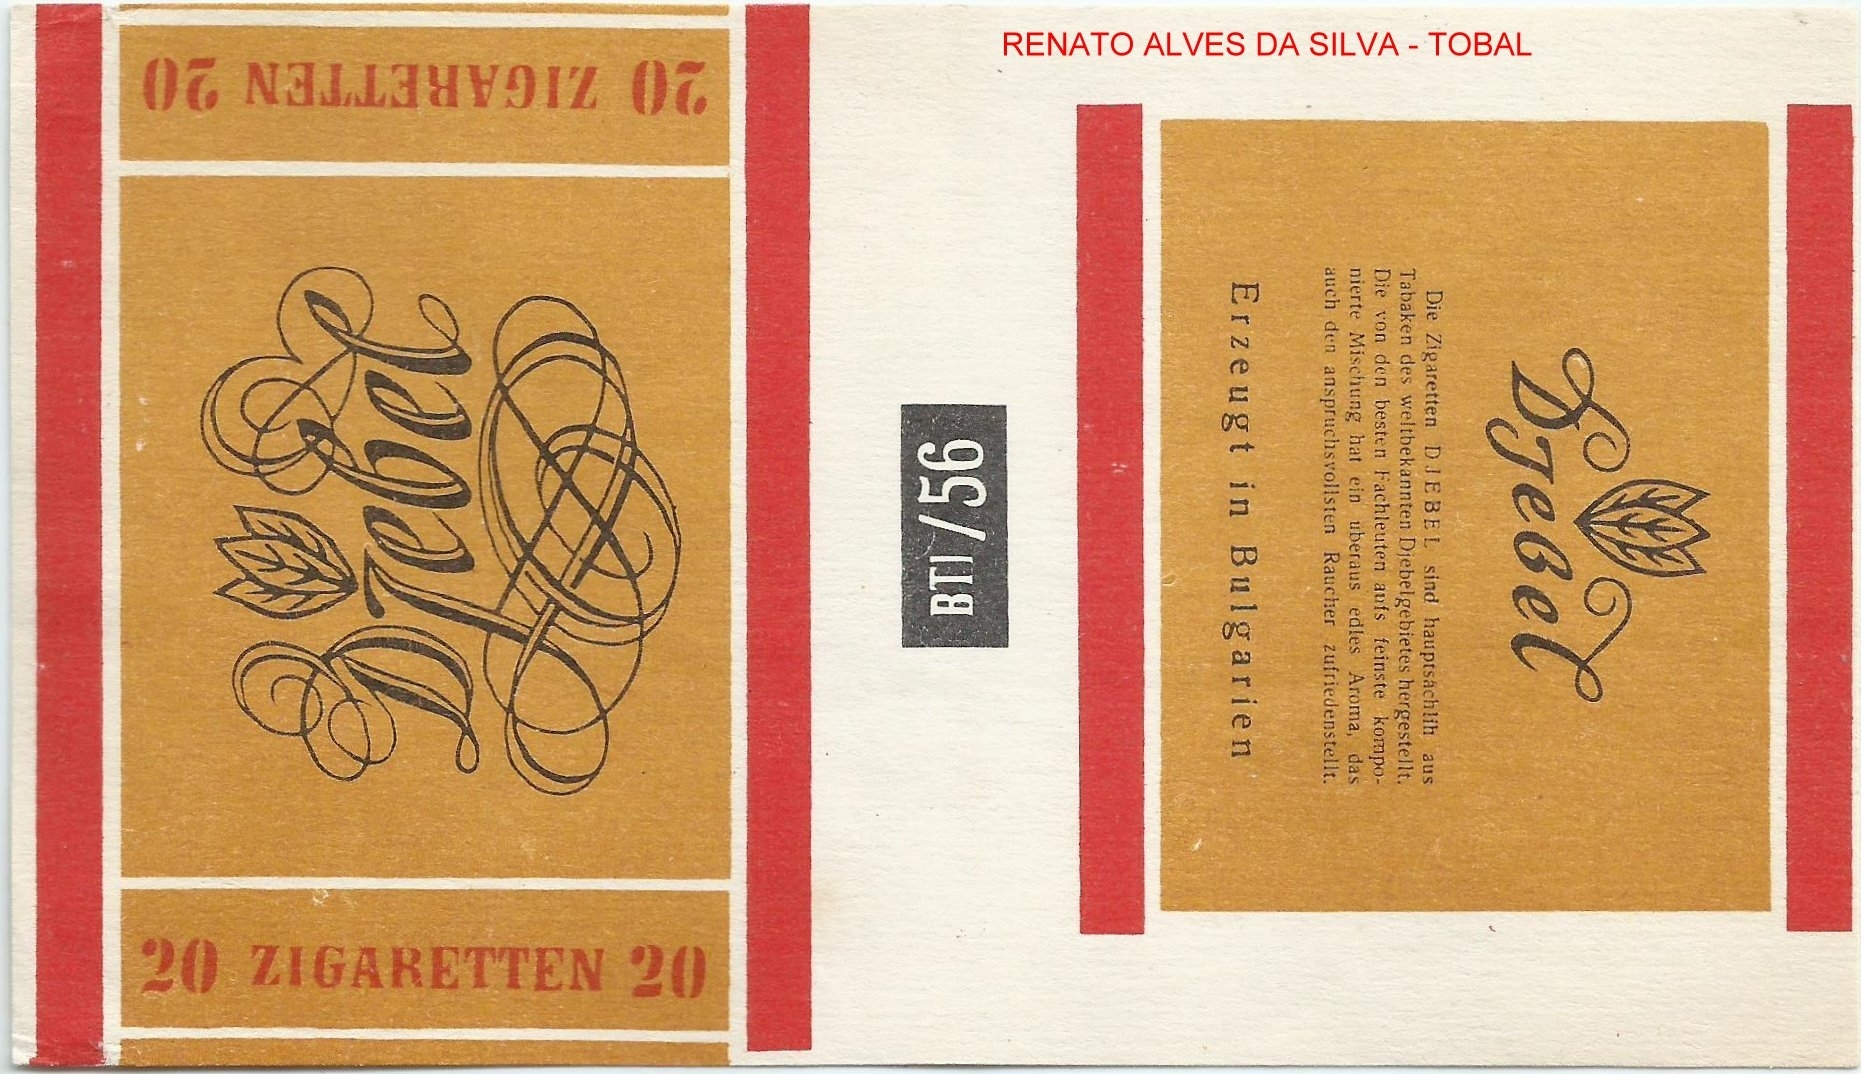 RENATO ALVES DA SILVA - TOBAL
20 ZIGARETTEN 20
Djebel
20 ZIGARETTEN 20
BTI/56
Djebel
Die Zigaretten DJEBEL sind hauptsächlih aus
Tabaken des weltbekannten Djebelgebietes hergestellt.
Die von den besten Fachleuten aufs feinste kompo-
nierte Mischung hat ein überaus edles Aroma, das
auch den anspruchsvollsten Raucher zufriedenstellt.
Erzeugt in Bulgarien